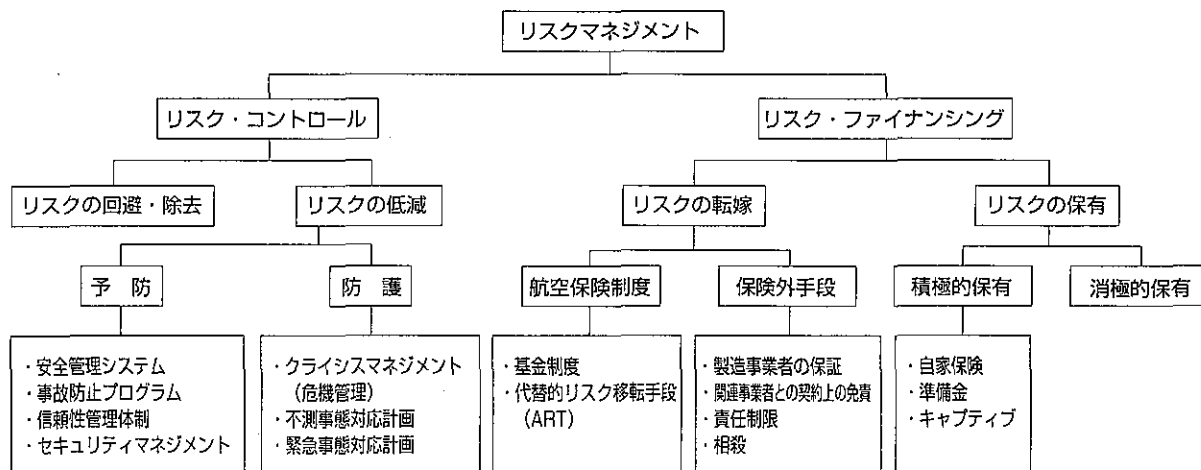 リスクマネジメント
リスク・コントロール
リスク・ファイナンシング
リスクの回避・除去
リスクの低減
リスクの転嫁
リスクの保有
予 防
防 護
航空保険制度
保険外手段
積極的保有
消極的保有
・安全管理システム
・事故防止プログラム
・信頼性管理体制
・セキュリティマネジメント
・クライシスマネジメント
（危機管理）
・不測事態対応計画
・緊急事態対応計画
・基金制度
・代替的リスク移転手段
（ART）
・製造事業者の保証
・関連事業者との契約上の免責
・責任制限
・相殺
・自家保険
・準備金
・キャプティブ